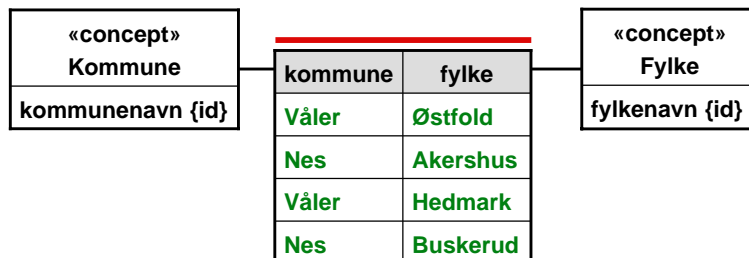 «concept»
Kommune
kommunenavn {id}
kommune fylke
Våler Østfold
Nes Akershus
Våler Hedmark
Nes Buskerud
«concept»
Fylke
fylkenavn {id}